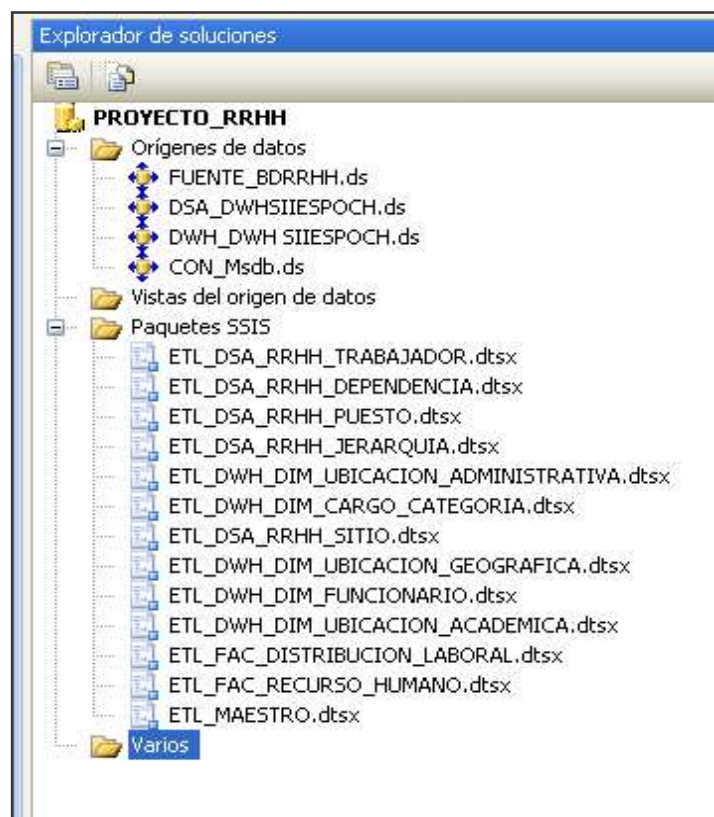 Explorador de soluciones
PROYECTO_RRHH
Orígenes de datos
FUENTE_BDRRHH.ds
DSA_DWHSIIESPOCH.ds
DWH_DWH SIIESPOCH.ds
CON_Msdb.ds
Vistas del origen de datos
Paquetes SSIS
ETL_DSA_RRHH_TRABAJADOR.dtsx
ETL_DSA_RRHH_DEPENDENCIA.dtsx
ETL_DSA_RRHH_PUESTO.dtsx
ETL_DSA_RRHH_JERARQUIA.dtsx
ETL_DWH_DIM_UBICACION_ADMINISTRATIVA.dtsx
ETL_DWH_DIM_CARGO_CATEGORIA.dtsx
ETL_DSA_RRHH_SITIO.dtsx
ETL_DWH_DIM_UBICACION_GEOGRAFICA.dtsx
ETL_DWH_DIM_FUNCIONARIO.dtsx
ETL_DWH_DIM_UBICACION_ACADEMICA.dtsx
ETL_FAC_DISTRIBUCION_LABORAL.dtsx
ETL_FAC_RECURSO_HUMANO.dtsx
ETL_MAESTRO.dtsx
Varios